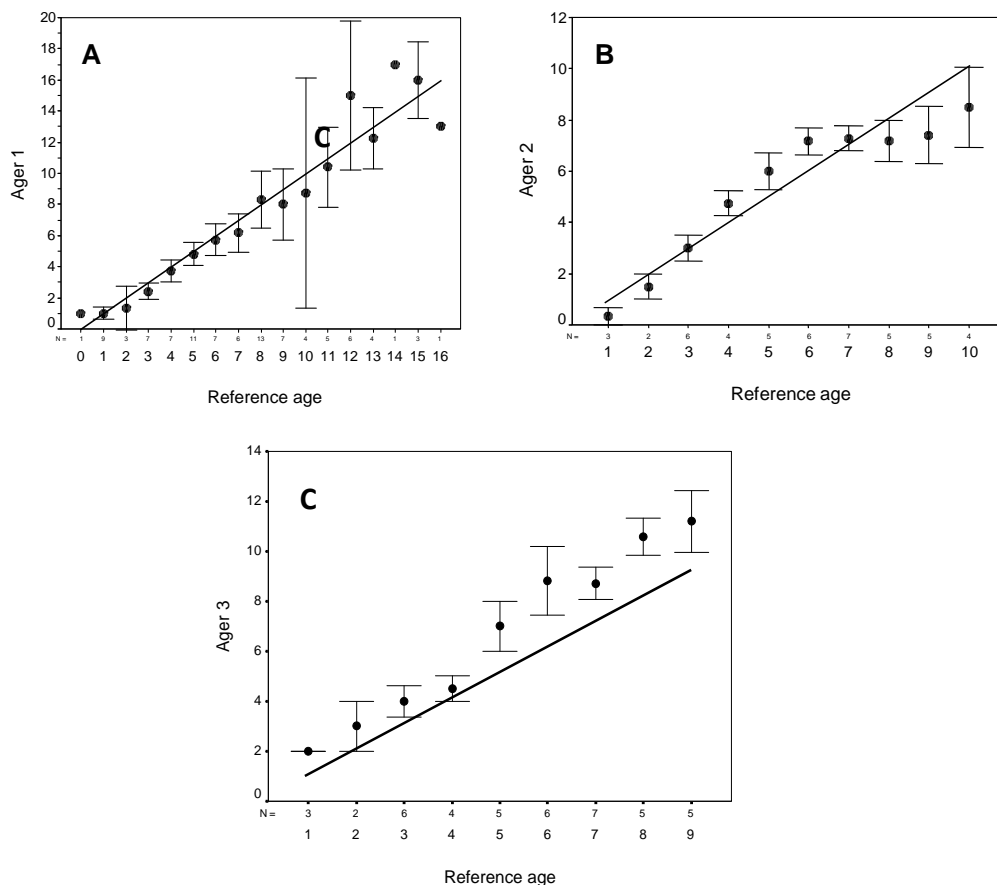 A
C
Ager 1
20
18
16
14
12
10
8
6
4
2
0
N = 1 9 3 7 7 11 7 6 13 7 4 5 6 4 1 3 1
0 1 2 3 4 5 6 7 8 9 10 11 12 13 14 15 16
Reference age
B
Ager 2
12
10
8
6
4
2
0
N = 3 4 6 4 5 6 7 5 5 4
1 2 3 4 5 6 7 8 9 10
Reference age
C
Ager 3
14
12
10
8
6
4
2
0
N = 3 2 6 4 5 6 7 5 5
1 2 3 4 5 6 7 8 9
Reference age